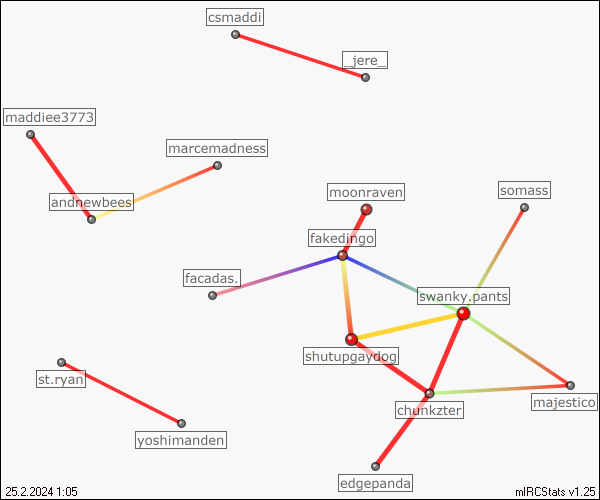 csmaddi
_jere_
maddiee3773
marcemadness
moonraven
somass
andnewbees
fakedingo
facadas.
swanky.pants
shutupgaydog
st.ryan
chunkzter
majestico
yoshimanden
edgepanda
25.2.2024 1:05
mIRCStats v1.25